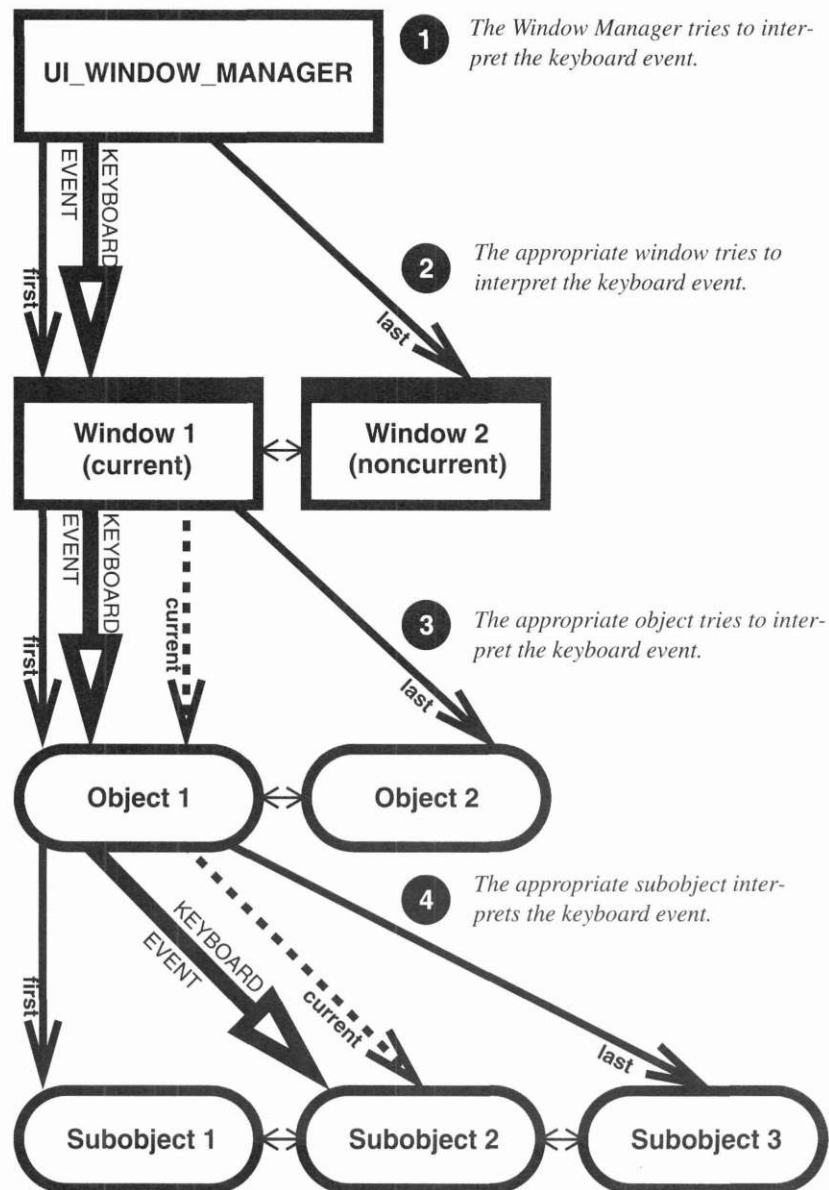 1
The Window Manager tries to inter-
pret the keyboard event.
UI_WINDOW_MANAGER
EVENT
KEYBOARD
first
last
2
The appropriate window tries to
interpret the keyboard event.
Window 1
(current)
Window 2
(noncurrent)
EVENT
KEYBOARD
first
current
last
3
The appropriate object tries to inter-
pret the keyboard event.
Object 1
Object 2
4
The appropriate subobject inter-
prets the keyboard event.
KEYBOARD
EVENT
first
current
last
Subobject 1
Subobject 2
Subobject 3